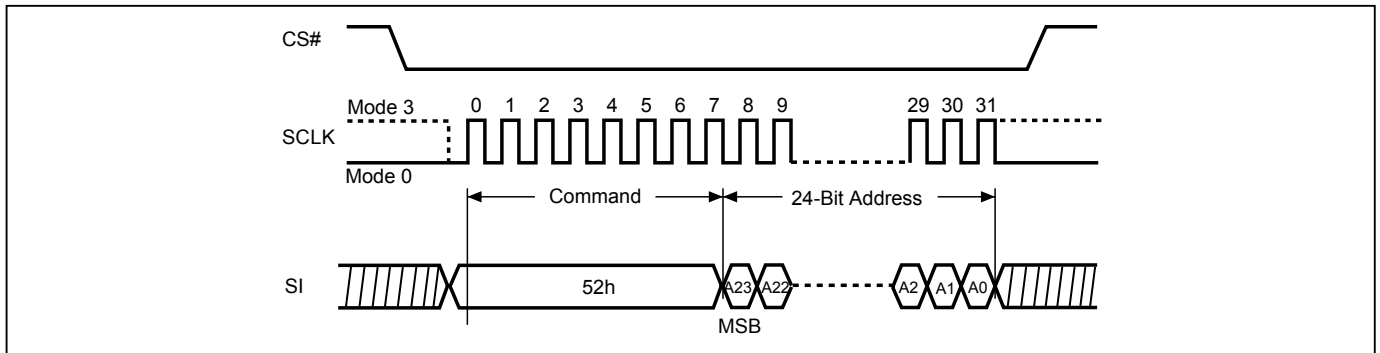 CS#
Mode 3 0 1 2 3 4 5 6 7 8 9 29 30 31
SCLK
Mode 0
Command 24-Bit Address
SI 52h A23 A22 A2 A1 A0
MSB